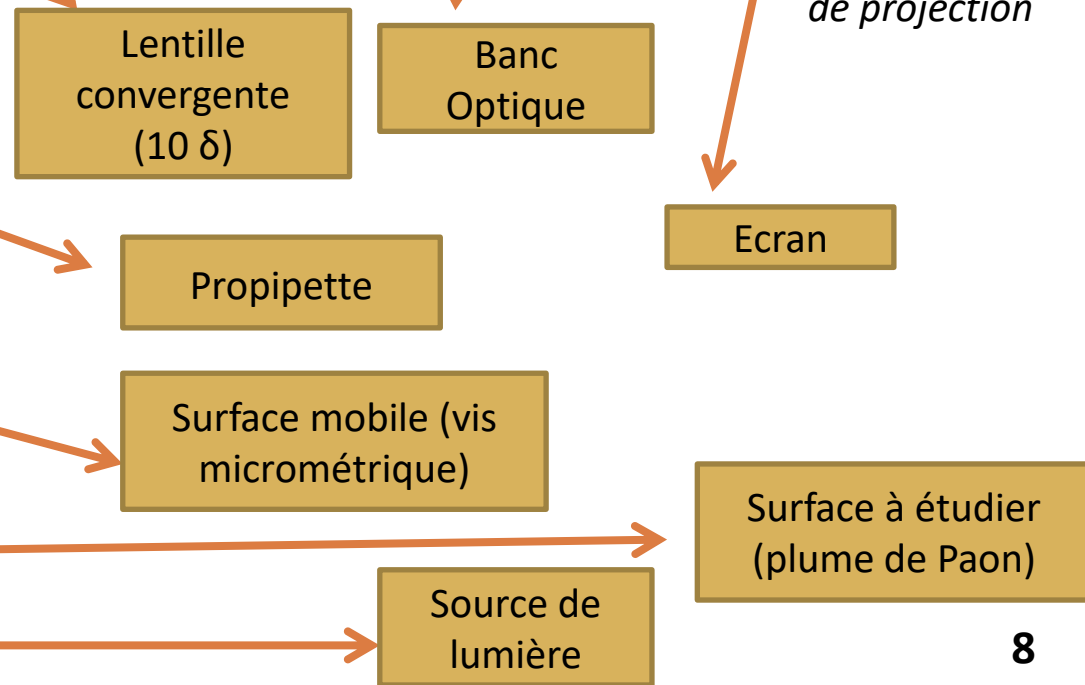 de projection
Lentille
convergente
(10 δ)
Banc
Optique
Ecran
Propipette
Surface mobile (vis
micrométrique)
Surface à étudier
(plume de Paon)
Source de
lumière
8